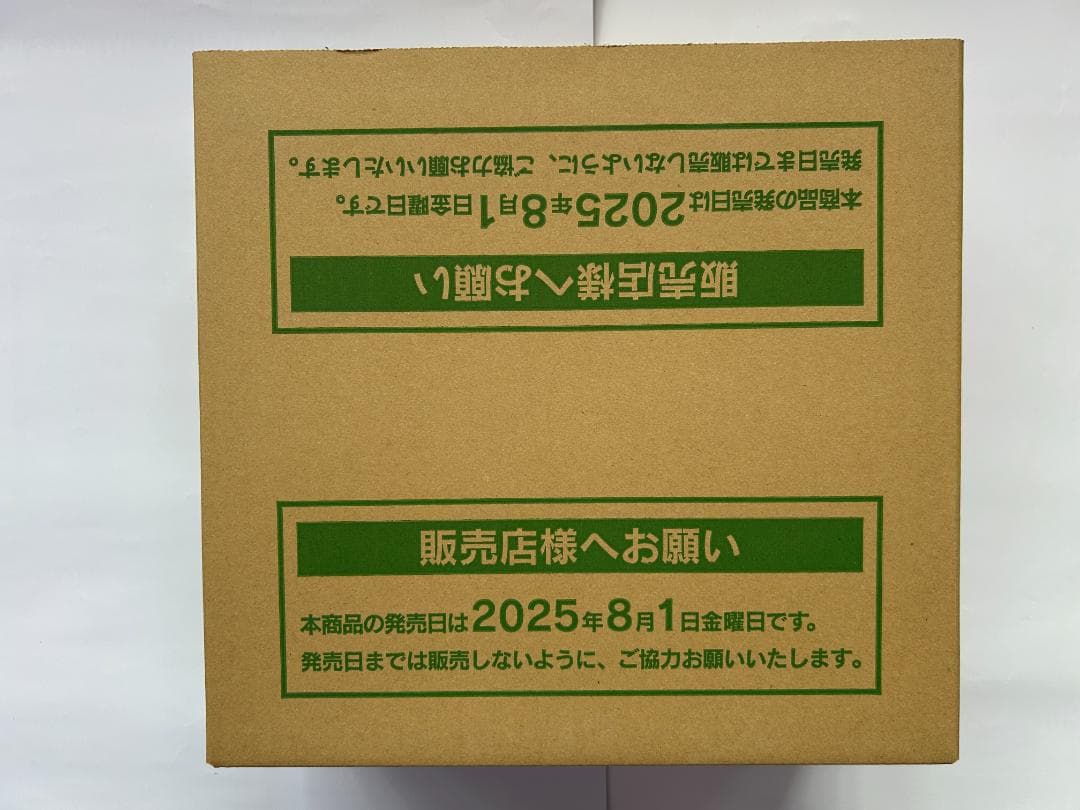 発売日までは販売しないように、ご協力お願いいたします。
本商品の発売日は2025年8月1日金曜日です。
販売店様へお願い
販売店様へお願い
本商品の発売日は2025年8月1日金曜日です。
発売日までは販売しないように、ご協力お願いいたします。